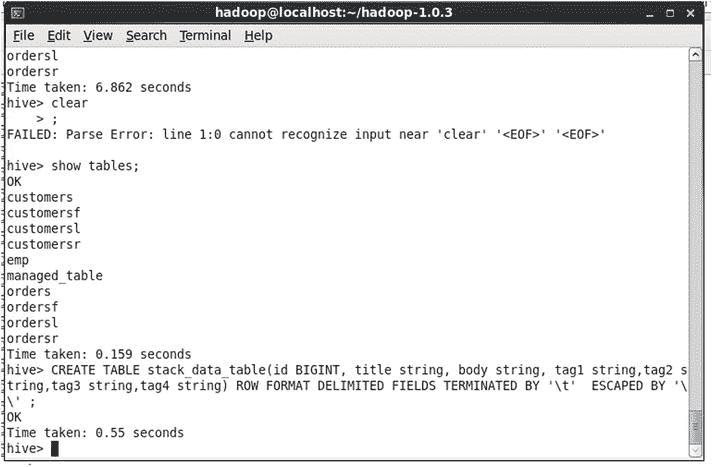 hadoop@localhost:~/hadoop-1.0.3
File Edit View Search Terminal Help
ordersl
ordersr
Time taken: 6.862 seconds
hive> clear
    > ;
FAILED: Parse Error: line 1:0 cannot recognize input near 'clear' '<EOF>' '<EOF>'
hive> show tables;
OK
customers
customersf
customersl
customersr
emp
managed_table
orders
ordersf
ordersl
ordersr
Time taken: 0.159 seconds
hive> CREATE TABLE stack_data_table(id BIGINT, title string, body string, tag1 string,tag2 s
tring,tag3 string,tag4 string) ROW FORMAT DELIMITED FIELDS TERMINATED BY '\t'  ESCAPED BY '\
\' ;
OK
Time taken: 0.55 seconds
hive>